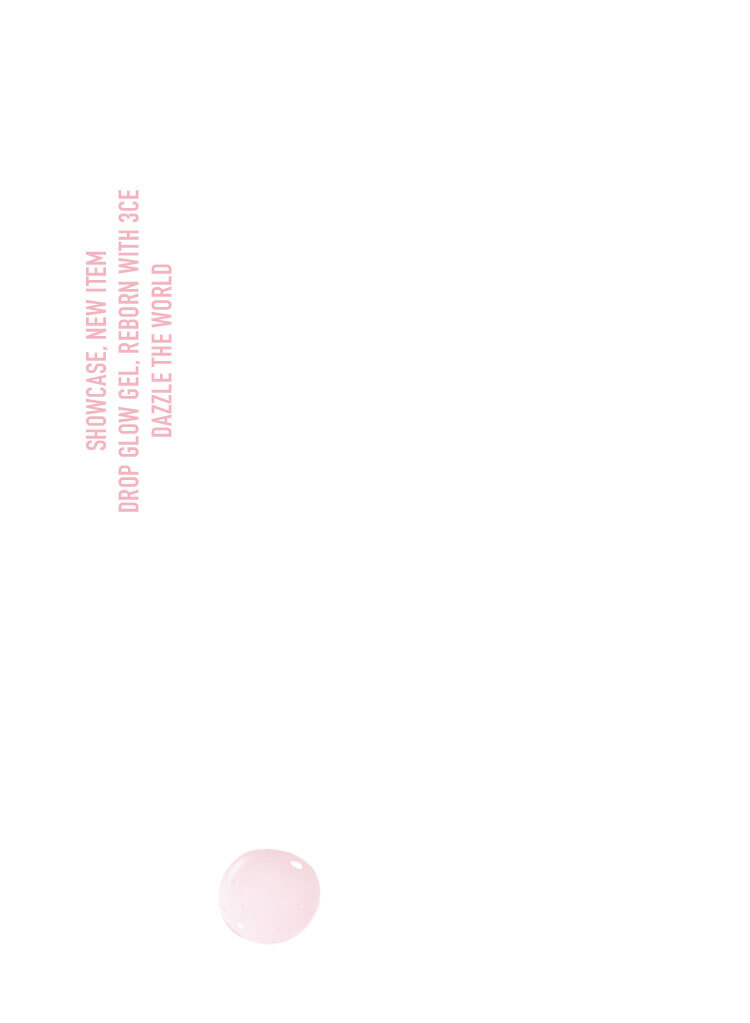 SHOWCASE, NEW ITEM
DROP GLOW GEL, REBORN WITH 3CE
DAZZLE THE WORLD